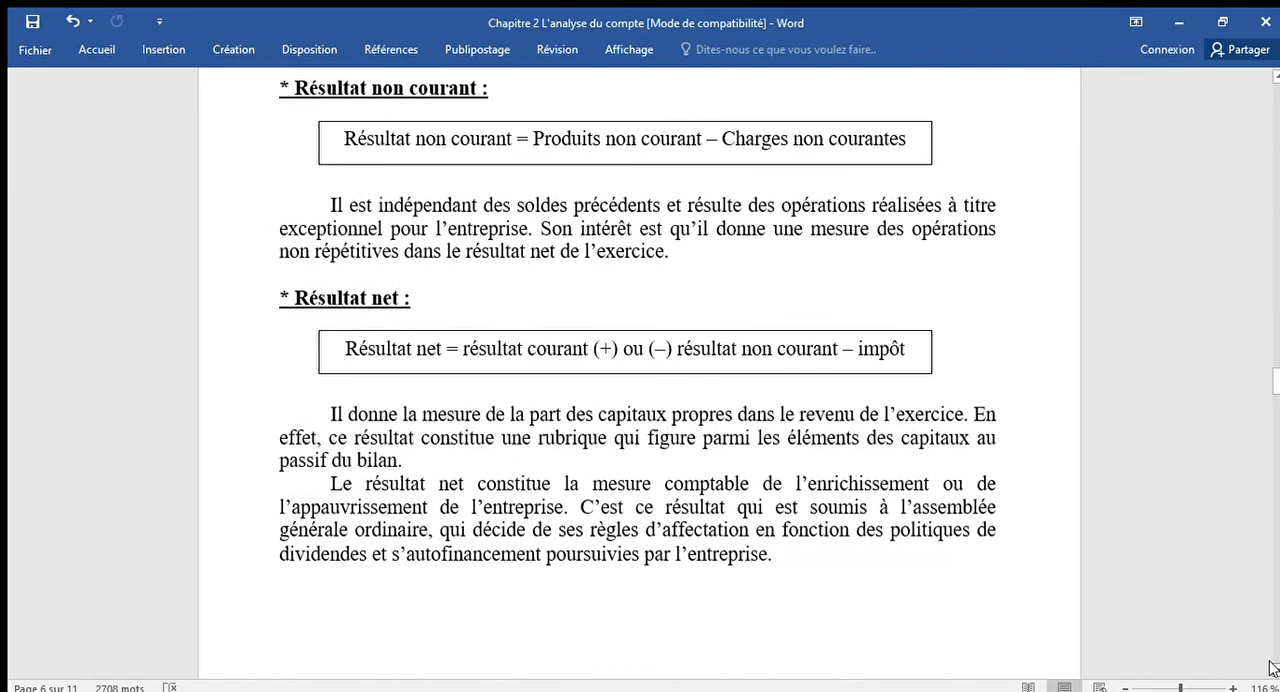 Chapitre 2 L'analyse du compte [Mode de compatibilité] - Word
Fichier Accueil Insertion Création Disposition Références Publipostage Révision Affichage Dites-nous ce que vous voulez faire.. Connexion Partager
* Résultat non courant :
Résultat non courant = Produits non courant – Charges non courantes
Il est indépendant des soldes précédents et résulte des opérations réalisées à titre
exceptionnel pour l’entreprise. Son intérêt est qu’il donne une mesure des opérations
non répétitives dans le résultat net de l’exercice.
* Résultat net :
Résultat net = résultat courant (+) ou (–) résultat non courant – impôt
Il donne la mesure de la part des capitaux propres dans le revenu de l’exercice. En
effet, ce résultat constitue une rubrique qui figure parmi les éléments des capitaux au
passif du bilan.
Le résultat net constitue la mesure comptable de l’enrichissement ou de
l’appauvrissement de l’entreprise. C’est ce résultat qui est soumis à l’assemblée
générale ordinaire, qui décide de ses règles d’affectation en fonction des politiques de
dividendes et s’autofinancement poursuivies par l’entreprise.
Page 6 sur 11 2708 mots 116 %